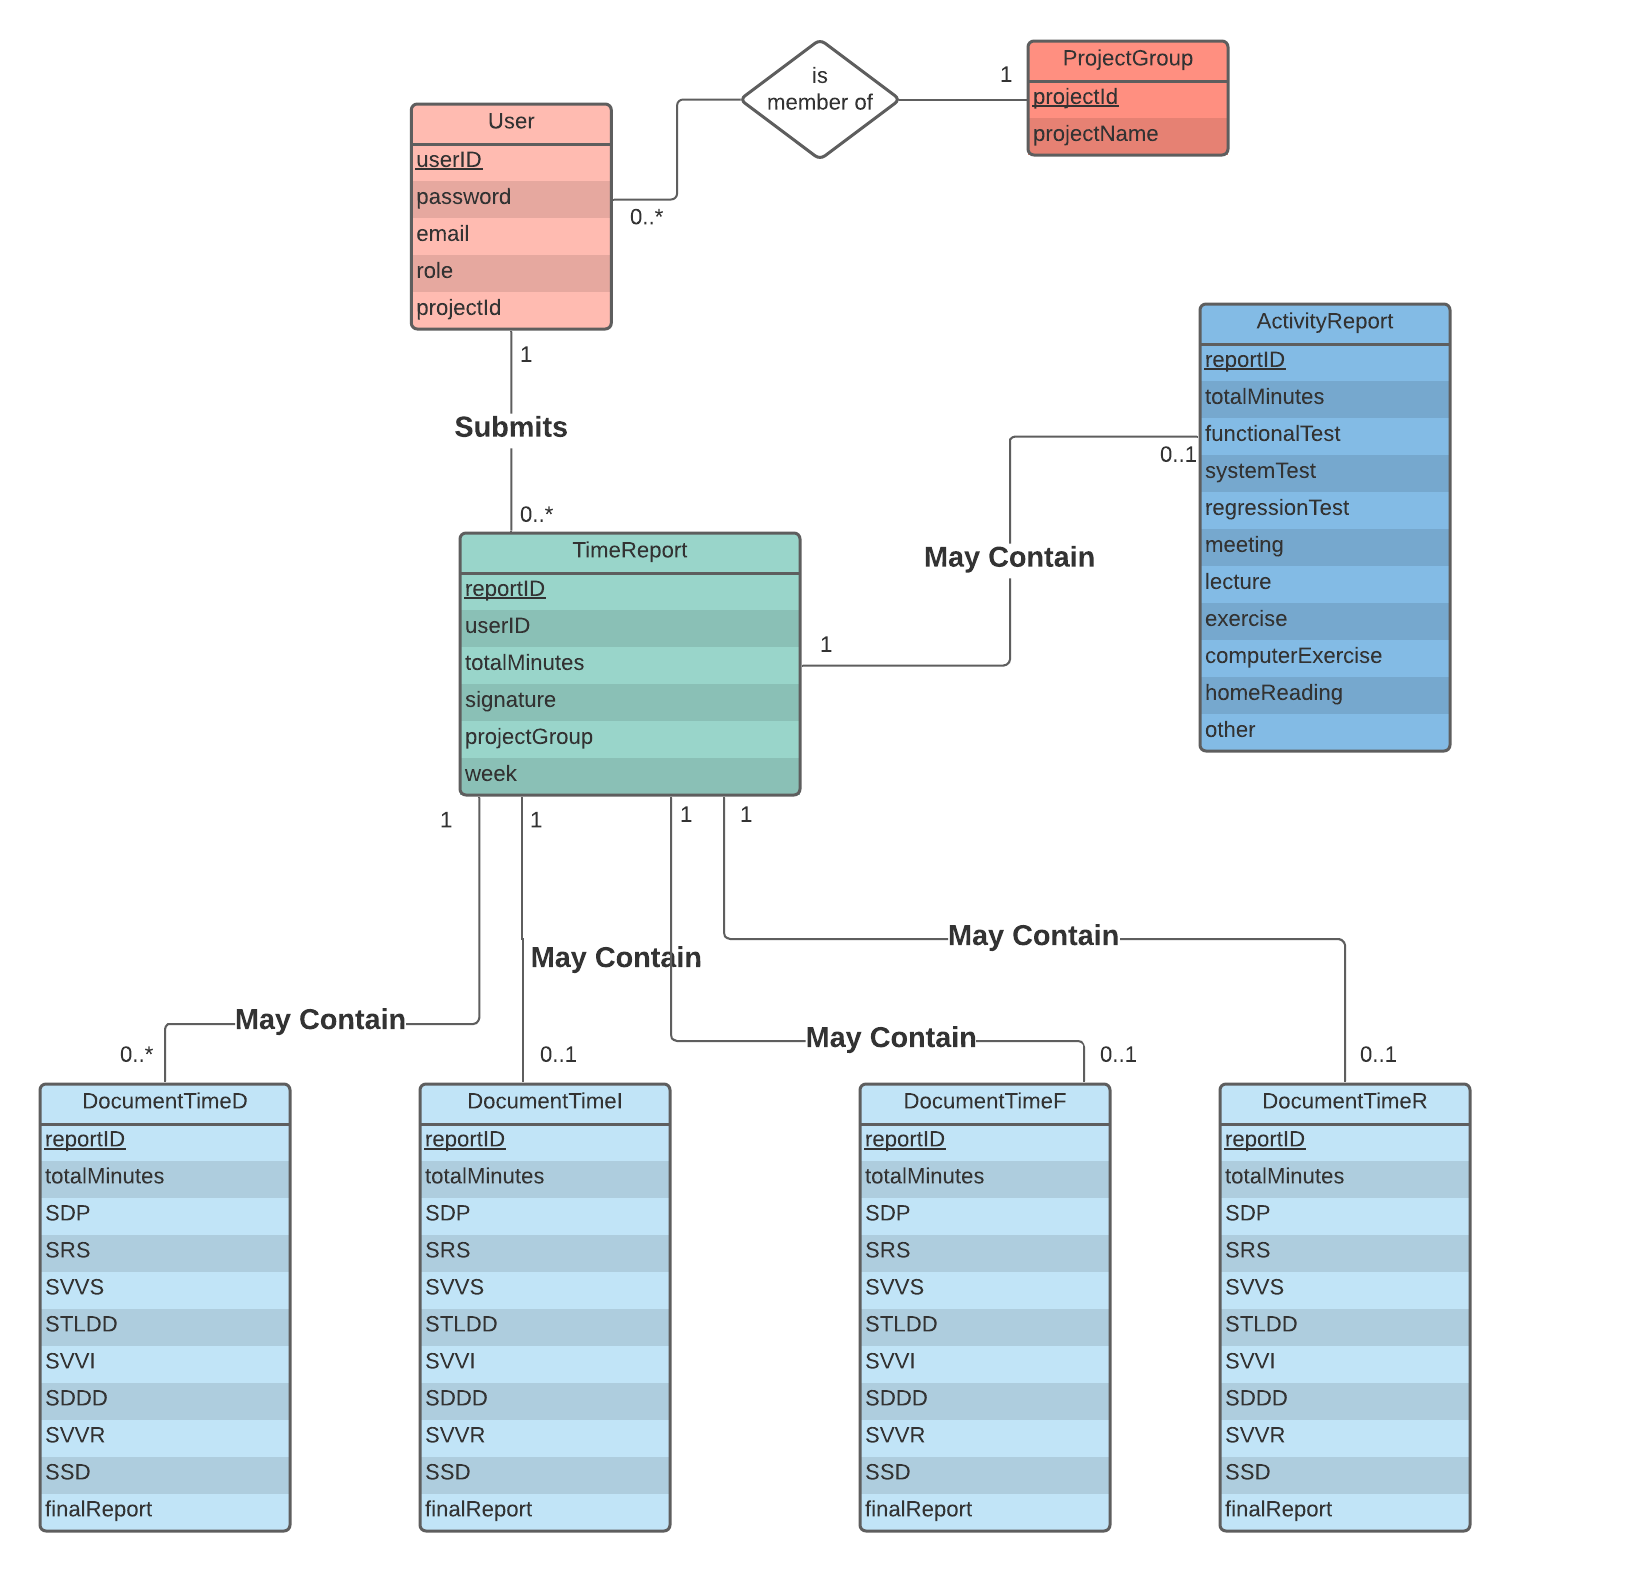 is
member of
1
0..*
ProjectGroup
projectId
projectName
User
userID
password
email
role
projectId
1
Submits
0..*
TimeReport
reportID
userID
totalMinutes
signature
projectGroup
week
1
May Contain
0..1
ActivityReport
reportID
totalMinutes
functionalTest
systemTest
regressionTest
meeting
lecture
exercise
computerExercise
homeReading
other
1
1
1
1
May Contain
May Contain
May Contain
May Contain
0..*
0..1
0..1
0..1
DocumentTimeD
reportID
totalMinutes
SDP
SRS
SVVS
STLDD
SVVI
SDDD
SVVR
SSD
finalReport
DocumentTimeI
reportID
totalMinutes
SDP
SRS
SVVS
STLDD
SVVI
SDDD
SVVR
SSD
finalReport
DocumentTimeF
reportID
totalMinutes
SDP
SRS
SVVS
STLDD
SVVI
SDDD
SVVR
SSD
finalReport
DocumentTimeR
reportID
totalMinutes
SDP
SRS
SVVS
STLDD
SVVI
SDDD
SVVR
SSD
finalReport